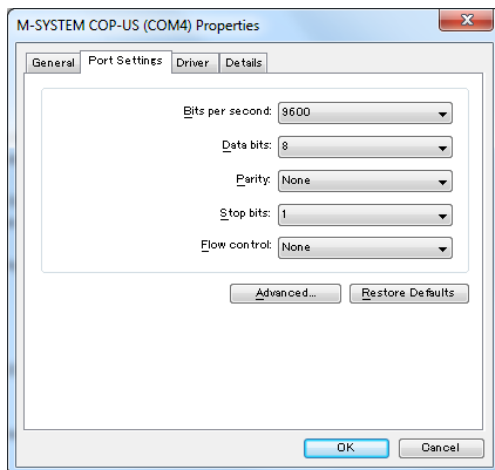 M-SYSTEM COP-US (COM4) Properties
General Port Settings Driver Details
Bits per second: 9600
Data bits: 8
Parity: None
Stop bits: 1
Flow control: None
Advanced... Restore Defaults
OK Cancel